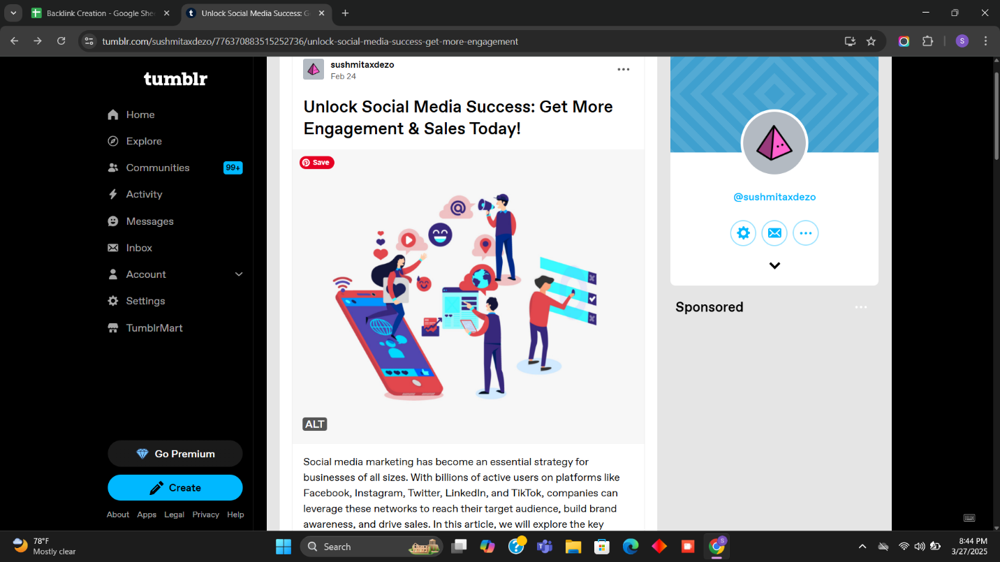 Backlink Creation - Google She
Unlock Social Media Success: G
tumblr.com/sushmitaxdezo/776370883515252736/unlock-social-media-success-get-more-engagement
S
tumblr
Home
Explore
Communities 99+
Activity
Messages
Inbox
Account
Settings
TumblrMart
Go Premium
Create
About Apps Legal Privacy Help
sushmitaxdezo
Feb 24
Unlock Social Media Success: Get More
Engagement & Sales Today!
Save
@
ALT
Social media marketing has become an essential strategy for
businesses of all sizes. With billions of active users on platforms like
Facebook, Instagram, Twitter, LinkedIn, and TikTok, companies can
leverage these networks to reach their target audience, build brand
awareness, and drive sales. In this article, we will explore the key
@sushmitaxdezo
Sponsored
78°F
Mostly clear
Search
S
8:44 PM
3/27/2025